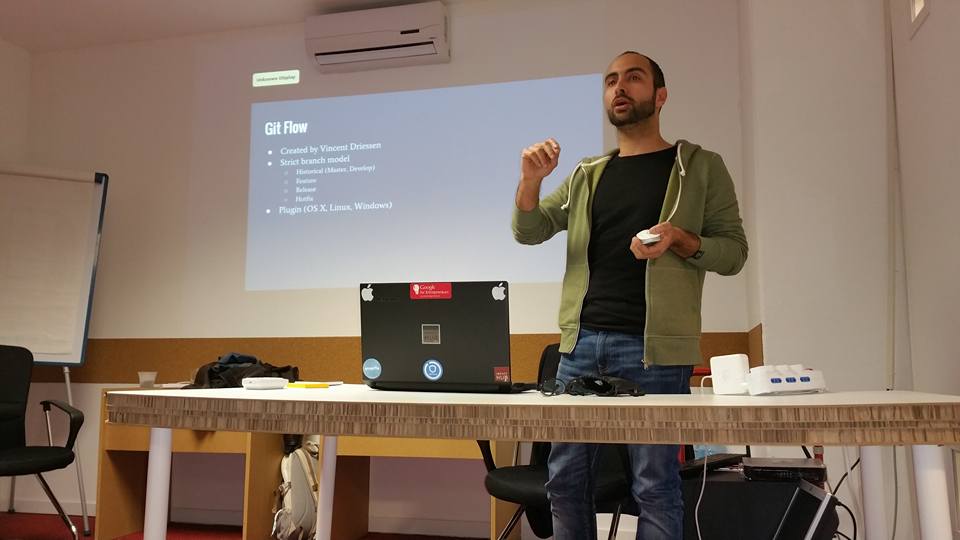 Unknown Display
Git Flow
Created by Vincent Driessen
Strict branch model
Historical (Master, Develop)
Feature
Release
Hotfix
Plugin (OS X, Linux, Windows)
Google
for Entrepreneurs
HUB